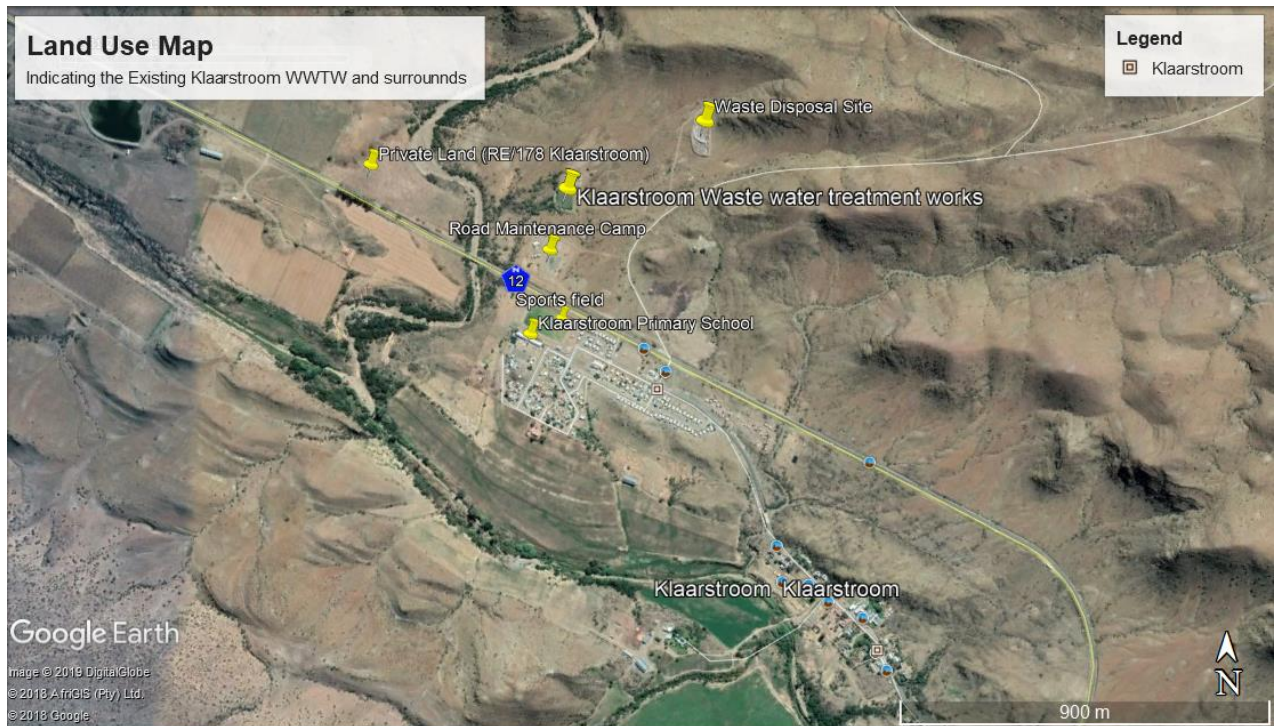 Land Use Map
Indicating the Existing Klaarstroom WWTW and surrounnds
Legend
Klaarstroom
Waste Disposal Site
Private Land (RE/178 Klaarstroom)
Klaarstroom Waste water treatment works
Road Maintenance Camp
N
12
Sports field
Klaarstroom Primary School
Klaarstroom Klaarstroom
Google Earth
Image © 2019 DigitalGlobe
© 2018 AfriGIS (Pty) Ltd.
© 2018 Google
N
900 m